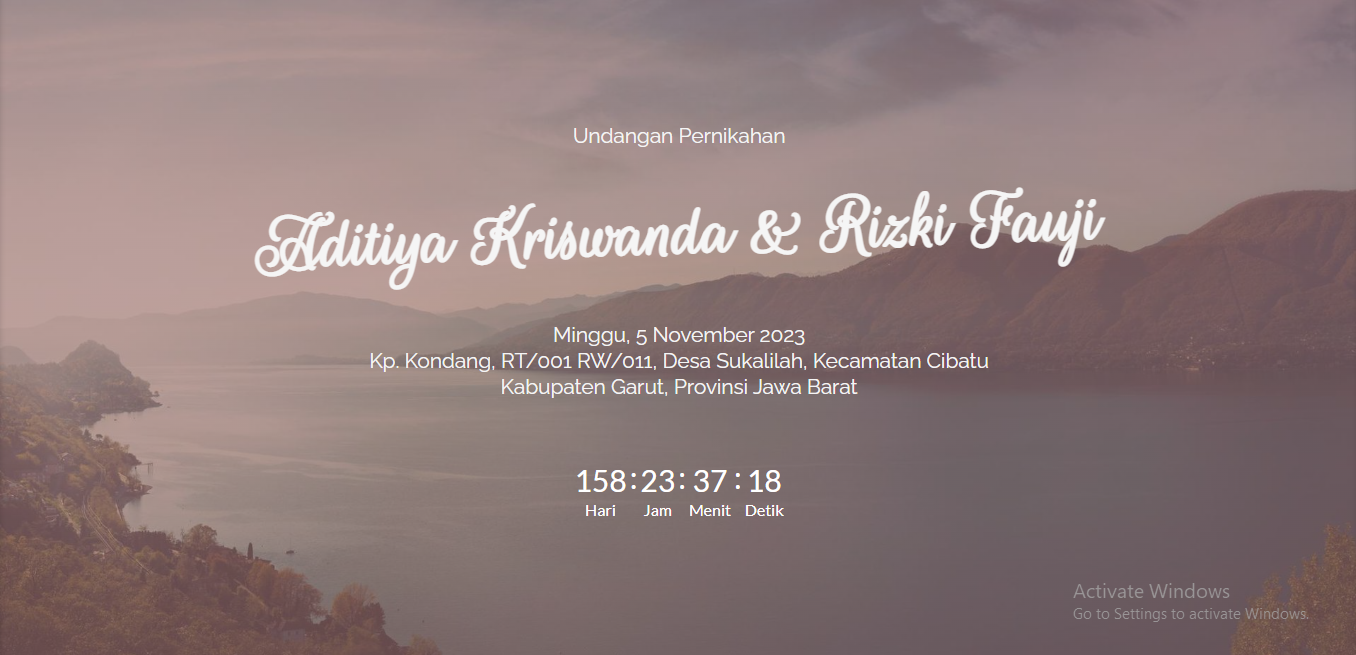 Undangan Pernikahan
Aditiya Kriswanda & Rizki Fauji
Minggu, 5 November 2023
Kp. Kondang, RT/001 RW/011, Desa Sukalilah, Kecamatan Cibatu
Kabupaten Garut, Provinsi Jawa Barat
158 : 23 : 37 : 18
Hari Jam Menit Detik
Activate Windows
Go to Settings to activate Windows.